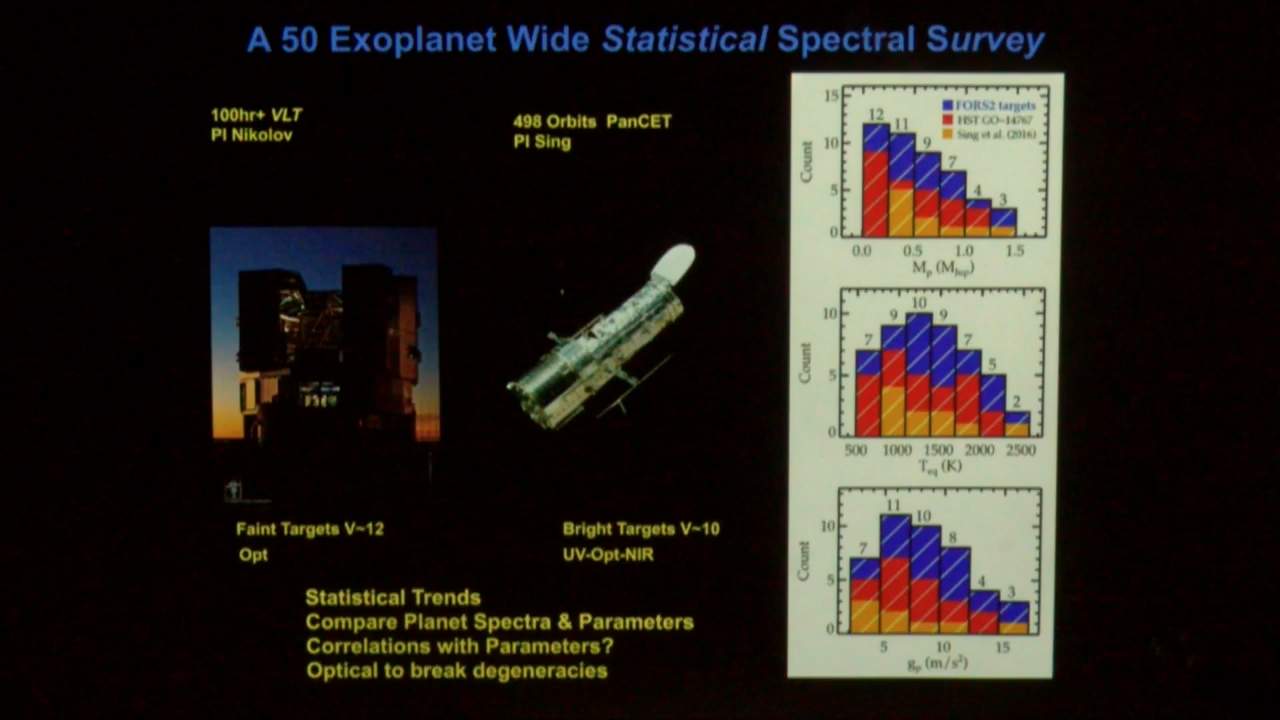 A 50 Exoplanet Wide Statistical Spectral Survey
100hr+ VLT
PI Nikolov
498 Orbits PanCET
PI Sing
Faint Targets V~12
Opt
Bright Targets V~10
UV-Opt-NIR
Statistical Trends
Compare Planet Spectra & Parameters
Correlations with Parameters?
Optical to break degeneracies
FORS2 targets
HST GO-14767
Sing et al. (2016)
Count
15
10
5
0
12
11
9
7
4
3
0.0 0.5 1.0 1.5
Mp (MJup)
Count
10
5
0
7
9
10
9
7
5
2
500 1000 1500 2000 2500
Teq (K)
Count
10
5
0
7
11
10
8
4
3
5 10 15
gp (m/s²)